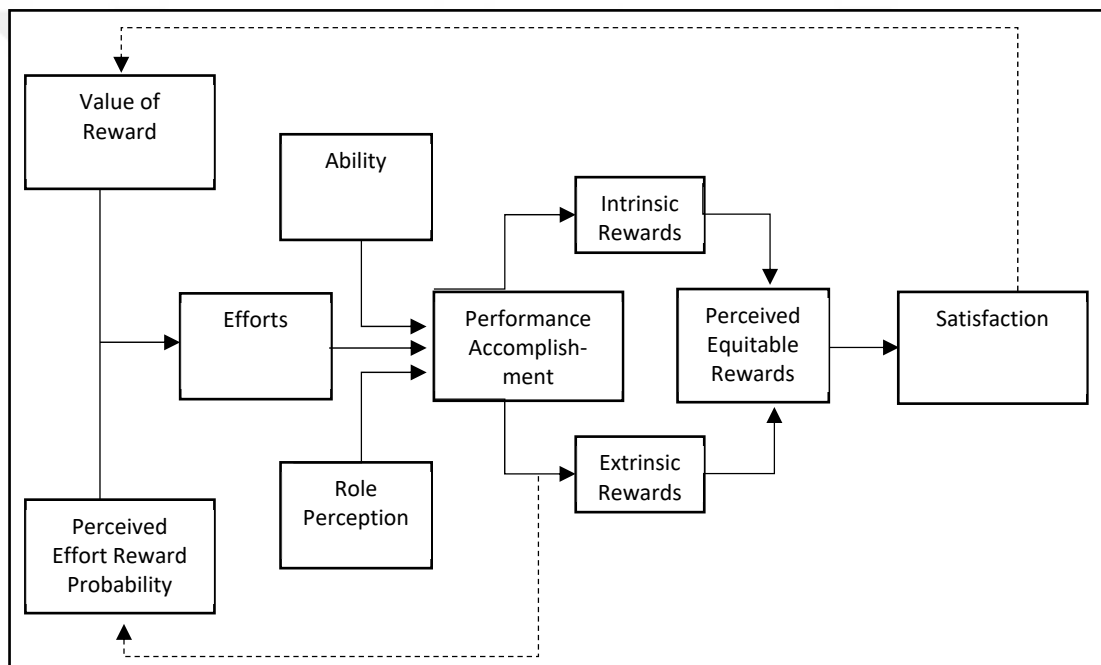 Value of
Reward
Ability
Intrinsic
Rewards
Efforts
Performance
Accomplish-
ment
Perceived
Equitable
Rewards
Satisfaction
Role
Perception
Extrinsic
Rewards
Perceived
Effort Reward
Probability